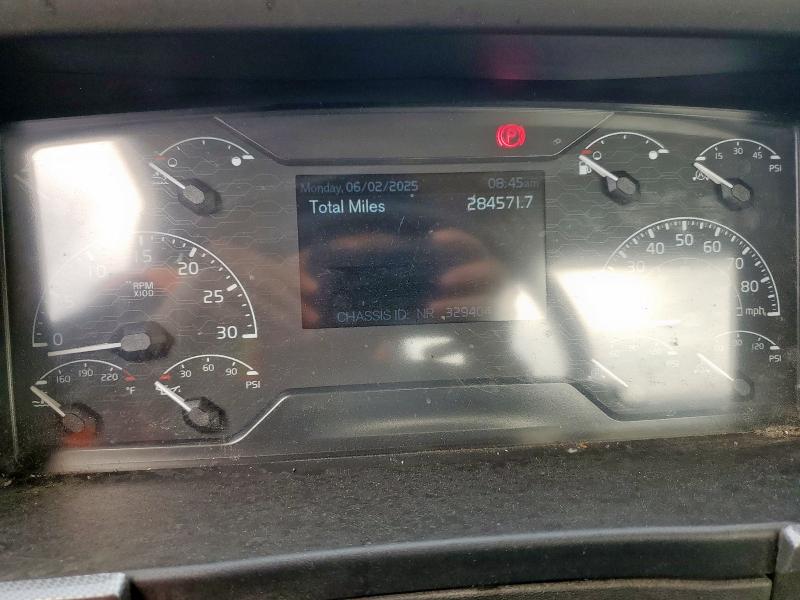 Monday, 06/02/2025 08:45am
Total Miles 284571.7
CHASSIS ID: NR 329404
P
P
15 30 45
PSI
10 15 20 25 30
0
RPM
X100
30 40 50 60 70 80
mph
160 190 220
°F
30 60 90
PSI
120
PSI